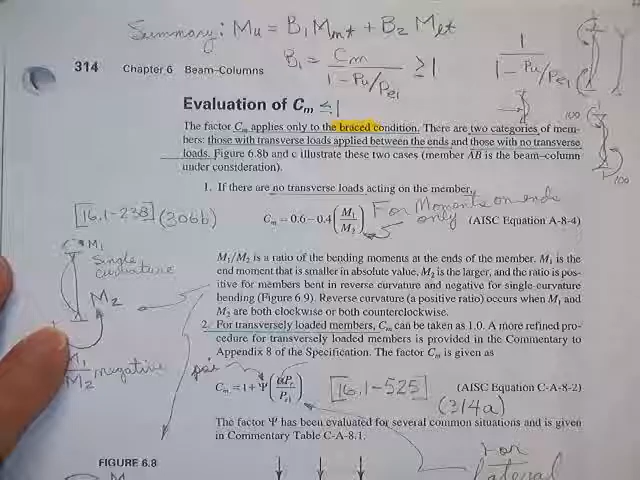 Summary: Mu = B1 Mnt + B2 Mlt
B1 = Cm / (1 - Pu/Pe1) ≥ 1
1 / (1 - Pu/Pe1)
314 Chapter 6 Beam-Columns
Evaluation of Cm ≤ 1
100
The factor Cm applies only to the braced condition. There are two categories of mem-
bers: those with transverse loads applied between the ends and those with no transverse
loads. Figure 6.8b and c illustrate these two cases (member AB is the beam-column
under consideration).
100
1. If there are no transverse loads acting on the member,
[16.1-238] (306b)
For Moments on ends
only
Cm = 0.6 – 0.4 (M1/M2) (AISC Equation A-8-4)
M1
Single
curvature
M2
M1/M2 is a ratio of the bending moments at the ends of the member. M1 is the
end moment that is smaller in absolute value, M2 is the larger, and the ratio is pos-
itive for members bent in reverse curvature and negative for single-curvature
bending (Figure 6.9). Reverse curvature (a positive ratio) occurs when M1 and
M2 are both clockwise or both counterclockwise.
2. For transversely loaded members, Cm can be taken as 1.0. A more refined pro-
cedure for transversely loaded members is provided in the Commentary to
Appendix 8 of the Specification. The factor Cm is given as
M1/M2 negative
psi
Cm = 1 + Ψ (αPr/Pe1) [16.1-525] (AISC Equation C-A-8-2)
(314a)
The factor Ψ has been evaluated for several common situations and is given
in Commentary Table C-A-8.1.
for
lateral
FIGURE 6.8